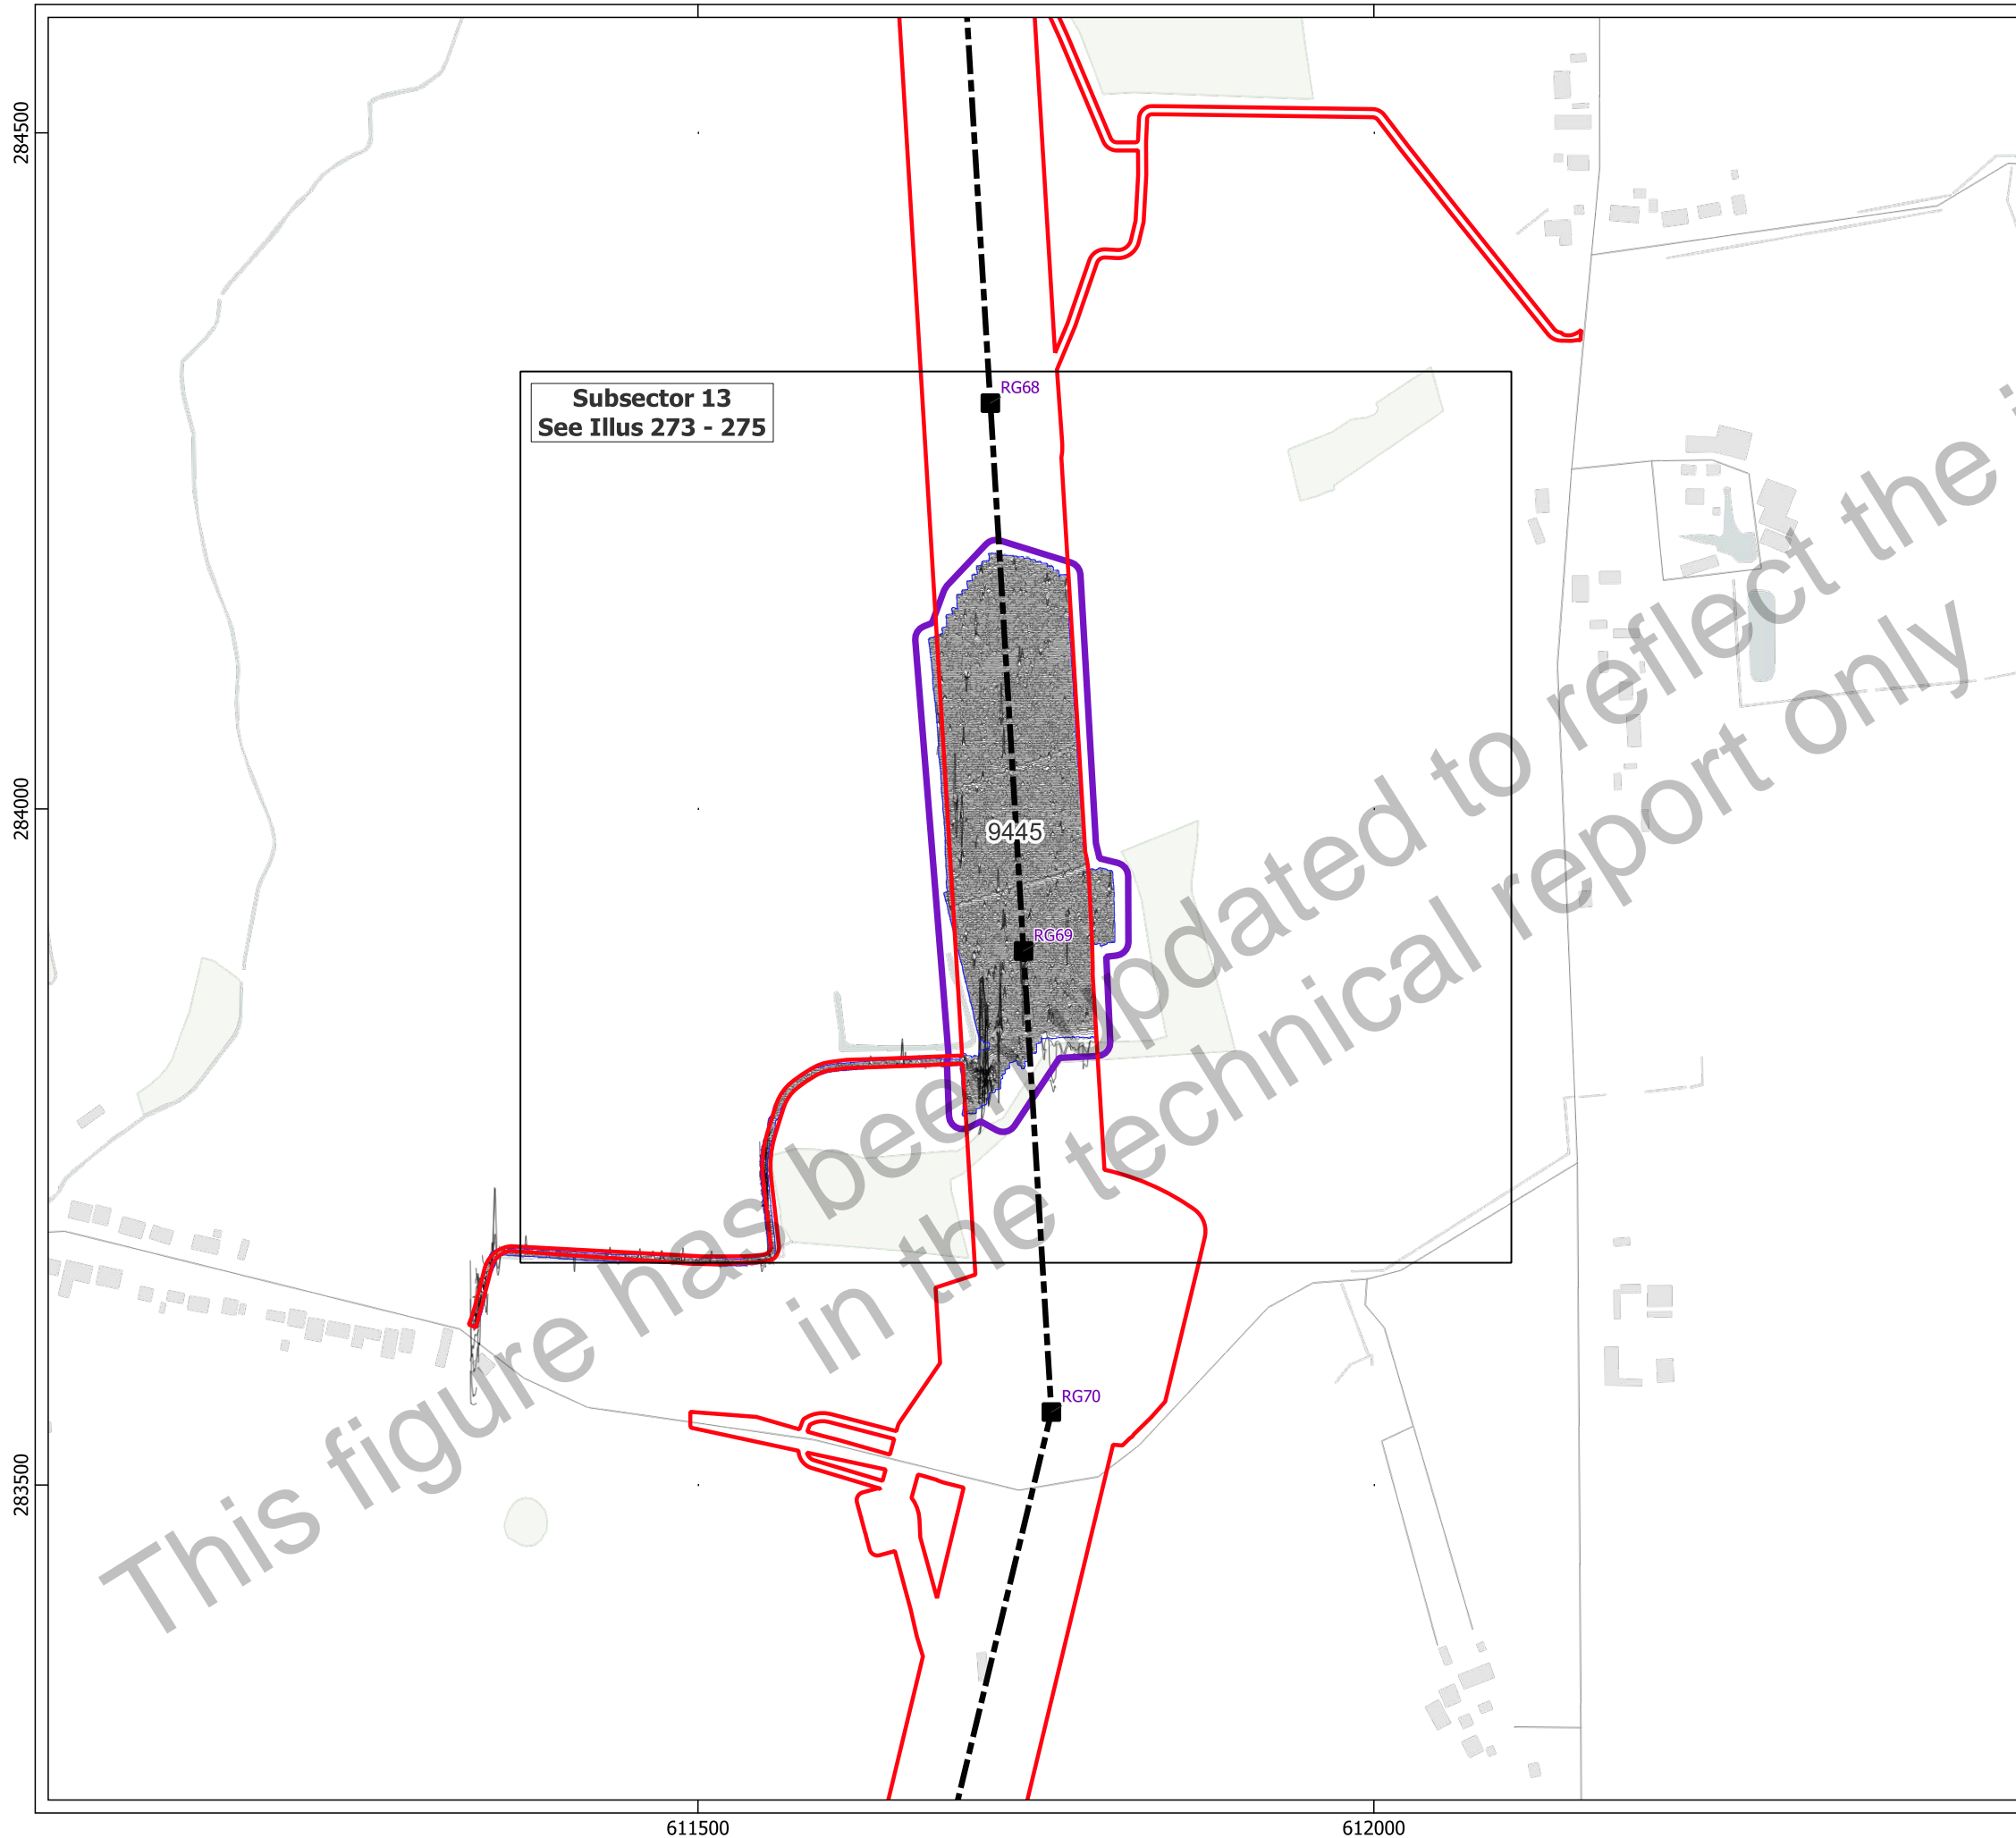 284500
Subsector 13
See Illus 273 - 275
RG68
284000
9445
RG69
RG70
283500
611500
612000
This figure has been updated to reflect the
in the technical report only